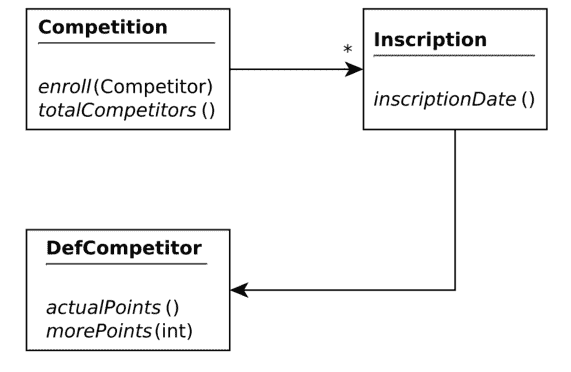 Competition
enroll(Competitor)
totalCompetitors ()
*
Inscription
inscriptionDate ()
DefCompetitor
actualPoints ()
morePoints(int)